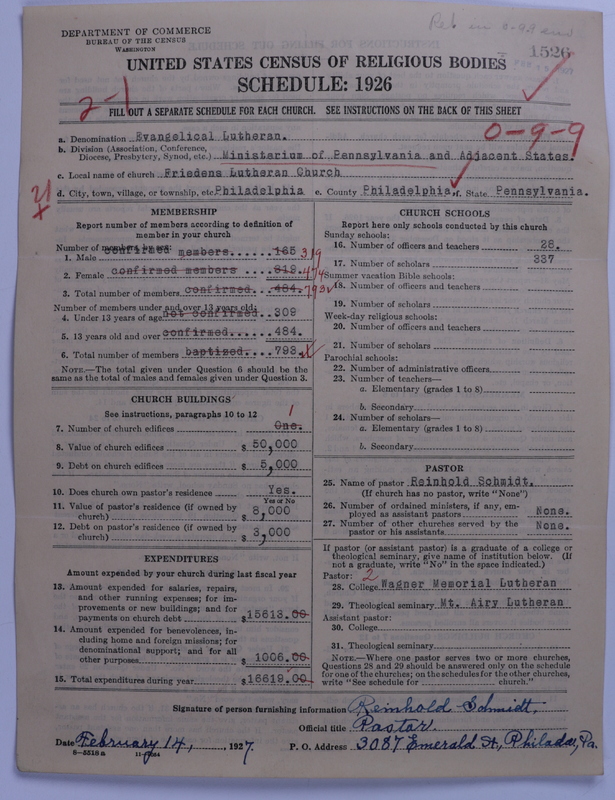 Rec in
DEPARTMENT OF COMMERCE
BUREAU OF THE CENSUS
WASHINGTON
1526
UNITED STATES CENSUS OF RELIGIOUS BODIES
SCHEDULE: 1926
2-1
FILL OUT A SEPARATE SCHEDULE FOR EACH CHURCH. SEE INSTRUCTIONS ON THE BACK OF THIS SHEET
0-9-9
a. Denomination Evangelical Lutheran.
b. Division (Association, Conference, Diocese, Presbytery, Synod, etc.) Ministerium of Pennsylvania and Adjacent States.
c. Local name of church Friedens Lutheran Church
d. City, town, village, or township, etc. Philadelphia e. County Philadelphia, f. State Pennsylvania.
MEMBERSHIP
Report number of members according to definition of
member in your church
Number of members by sex:
1. Male confirmed members...... 165 319
2. Female confirmed members .... 319. 474
3. Total number of members confirmed.... 484. 793
Number of members under and over 13 years old:
4. Under 13 years of age not confirmed.. 309
5. 13 years old and over confirmed...... 484.
6. Total number of members baptized.... 793.
NOTE.—The total given under Question 6 should be the
same as the total of males and females given under Question 3.
CHURCH BUILDINGS
See instructions, paragraphs 10 to 12
7. Number of church edifices One. 1
8. Value of church edifices $ 50,000
9. Debt on church edifices $ 5,000
10. Does church own pastor's residence Yes.
Yes or No
11. Value of pastor's residence (if owned by
church) $ 8,000
12. Debt on pastor's residence (if owned by
church) $ 3,000
EXPENDITURES
Amount expended by your church during last fiscal year
13. Amount expended for salaries, repairs,
and other running expenses; for im-
provements or new buildings; and for
payments on church debt $ 15613.00
14. Amount expended for benevolences, in-
cluding home and foreign missions; for
denominational support; and for all
other purposes 1006.00
15. Total expenditures during year $ 16619.00
CHURCH SCHOOLS
Report here only schools conducted by this church
Sunday schools:
16. Number of officers and teachers 28.
17. Number of scholars 337
Summer vacation Bible schools:
18. Number of officers and teachers
19. Number of scholars
Week-day religious schools:
20. Number of officers and teachers
21. Number of scholars
Parochial schools:
22. Number of administrative officers
23. Number of teachers—
a. Elementary (grades 1 to 8)
b. Secondary
24. Number of scholars—
a. Elementary (grades 1 to 8)
b. Secondary
PASTOR
25. Name of pastor Reinhold Schmidt.
(If church has no pastor, write "None")
26. Number of ordained ministers, if any, em-
ployed as assistant pastors None.
27. Number of other churches served by the
pastor or his assistants None.
If pastor (or assistant pastor) is a graduate of a college or
theological seminary, give name of institution below. (If
not a graduate, write "No" in the space indicated.)
Pastor: 2
28. College Wagner Memorial Lutheran
29. Theological seminary Mt. Airy Lutheran
Assistant pastor:
30. College
31. Theological seminary
NOTE.—Where one pastor serves two or more churches,
Questions 28 and 29 should be answered only on the schedule
for one of the churches; on the schedules for the other churches,
write "See schedule for church."
Signature of person furnishing information Reinhold Schmidt.
Official title Pastor.
Date February 14, 1927. P. O. Address 3087 Emerald St., Philada, Pa.